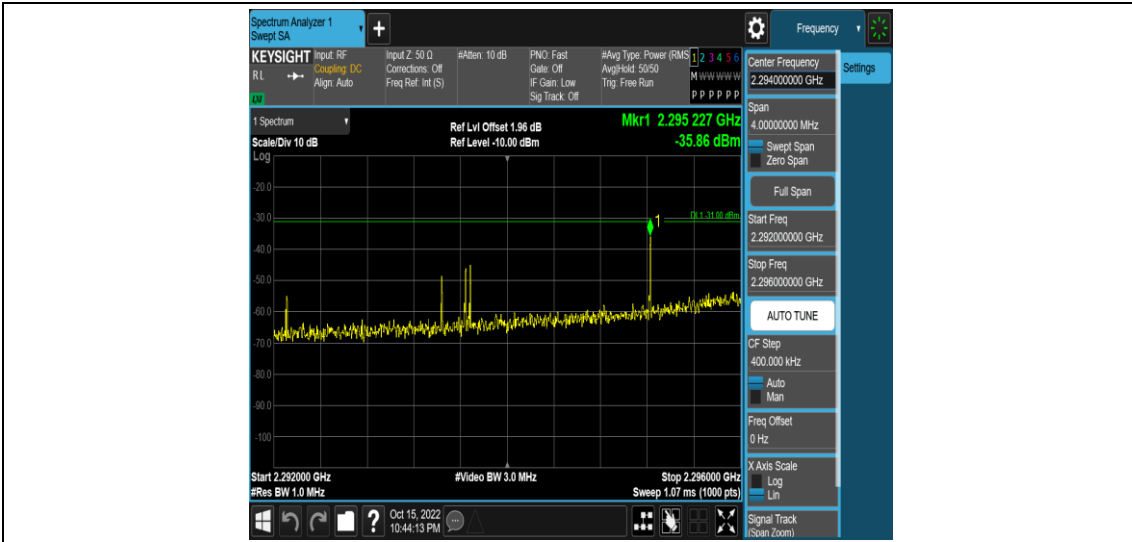 Spectrum Analyzer 1
Swept SA
+
Frequency
KEYSIGHT
RL
LXI
Input: RF
Coupling: DC
Align: Auto
Input Z: 50 Ω
Corrections: Off
Freq Ref: Int (S)
#Atten: 10 dB
PNO: Fast
Gate: Off
IF Gain: Low
Sig Track: Off
#Avg Type: Power (RMS
Avg|Hold: 50/50
Trig: Free Run
1 2 3 4 5 6
M W W W W W
P P P P P P
1 Spectrum
Scale/Div 10 dB
Ref Lvl Offset 1.96 dB
Ref Level -10.00 dBm
Mkr1 2.295 227 GHz
-35.86 dBm
Log
-20.0
-30.0
-40.0
-50.0
-60.0
-70.0
-80.0
-90.0
-100
1
DL1 -31.00 dBm
Start 2.292000 GHz
#Res BW 1.0 MHz
#Video BW 3.0 MHz
Stop 2.296000 GHz
Sweep 1.07 ms (1000 pts)
Center Frequency
2.294000000 GHz
Settings
Span
4.00000000 MHz
Swept Span
Zero Span
Full Span
Start Freq
2.292000000 GHz
Stop Freq
2.296000000 GHz
AUTO TUNE
CF Step
400.000 kHz
Auto
Man
Freq Offset
0 Hz
X Axis Scale
Log
Lin
Signal Track
(Span Zoom)
?
Oct 15, 2022
10:44:13 PM